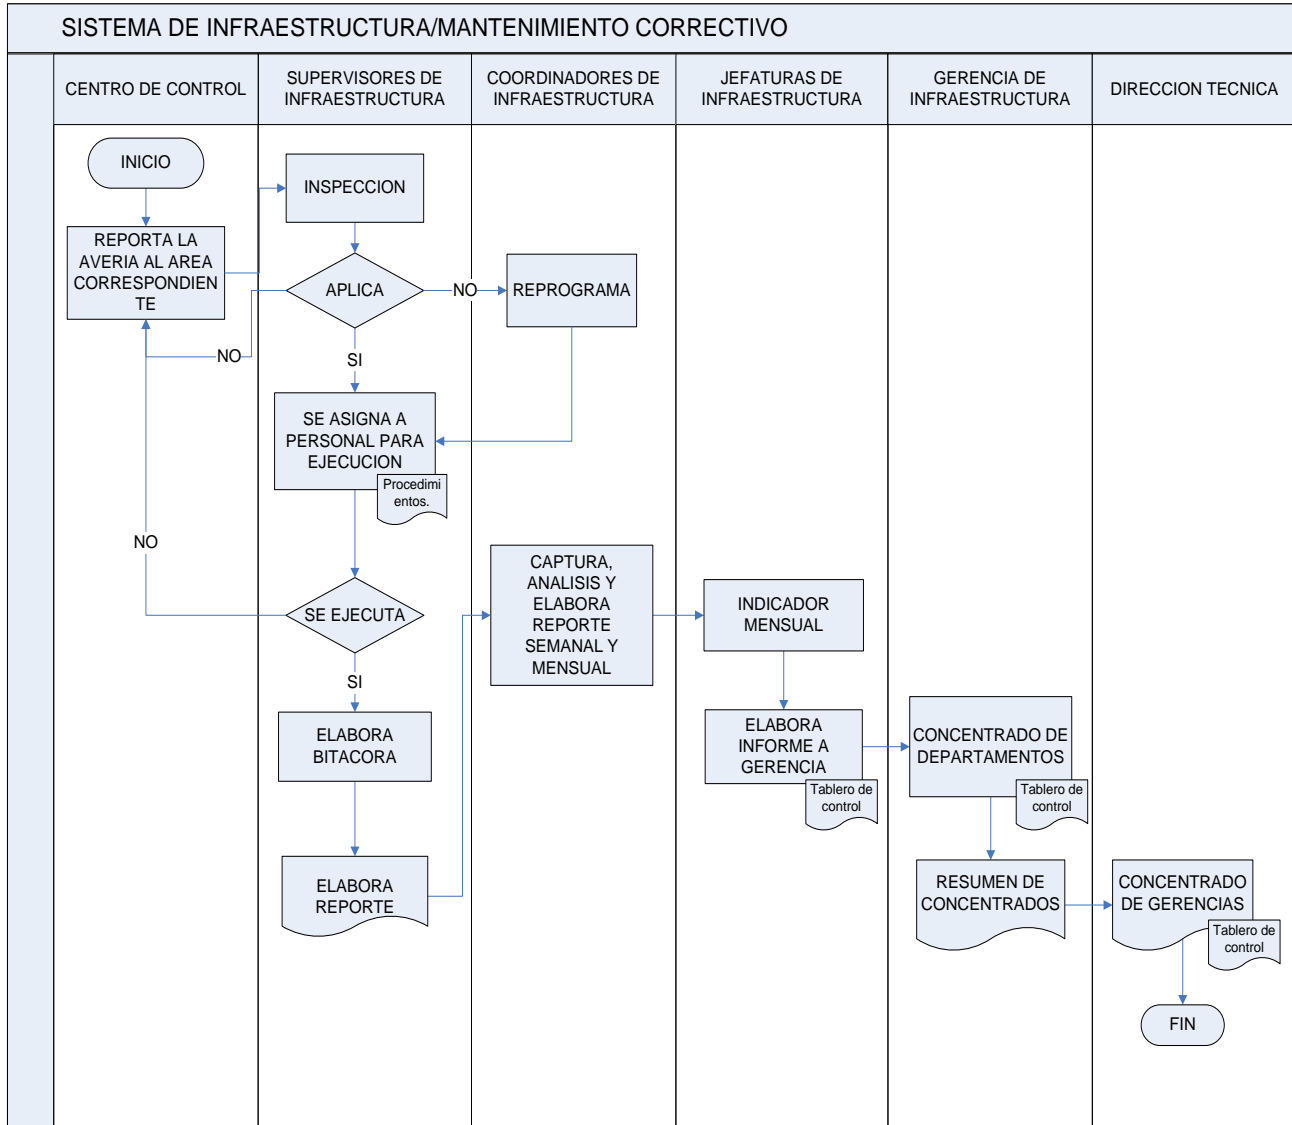 SISTEMA DE INFRAESTRUCTURA/MANTENIMIENTO CORRECTIVO
CENTRO DE CONTROL
SUPERVISORES DE
INFRAESTRUCTURA
COORDINADORES DE
INFRAESTRUCTURA
JEFATURAS DE
INFRAESTRUCTURA
GERENCIA DE
INFRAESTRUCTURA
DIRECCION TECNICA
INICIO
REPORTA LA
AVERIA AL AREA
CORRESPONDIEN
TE
INSPECCION
APLICA
NO
REPROGRAMA
NO
SI
SE ASIGNA A
PERSONAL PARA
EJECUCION
Procedimi
entos.
NO
SE EJECUTA
SI
ELABORA
BITACORA
ELABORA
REPORTE
CAPTURA,
ANALISIS Y
ELABORA
REPORTE
SEMANAL Y
MENSUAL
INDICADOR
MENSUAL
ELABORA
INFORME A
GERENCIA
Tablero de
control
CONCENTRADO DE
DEPARTAMENTOS
Tablero de
control
RESUMEN DE
CONCENTRADOS
CONCENTRADO
DE GERENCIAS
Tablero de
control
FIN